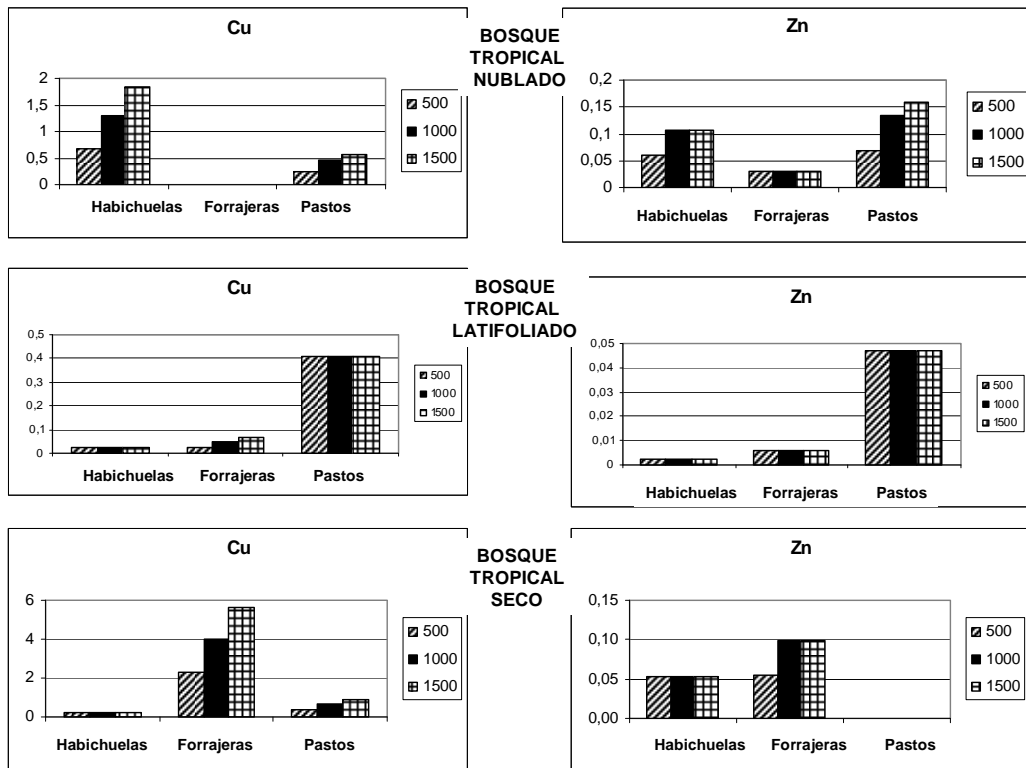 Cu
2
1,5
1
0,5
0
Habichuelas Forrajeras Pastos
500
1000
1500
BOSQUE
TROPICAL
NUBLADO
Zn
0,2
0,15
0,1
0,05
0
Habichuelas Forrajeras Pastos
500
1000
1500
Cu
0,5
0,4
0,3
0,2
0,1
0
Habichuelas Forrajeras Pastos
500
1000
1500
BOSQUE
TROPICAL
LATIFOLIADO
Zn
0,05
0,04
0,03
0,02
0,01
0
Habichuelas Forrajeras Pastos
500
1000
1500
Cu
6
4
2
0
Habichuelas Forrajeras Pastos
500
1000
1500
BOSQUE
TROPICAL
SECO
Zn
0,15
0,10
0,05
0,00
Habichuelas Forrajeras Pastos
500
1000
1500